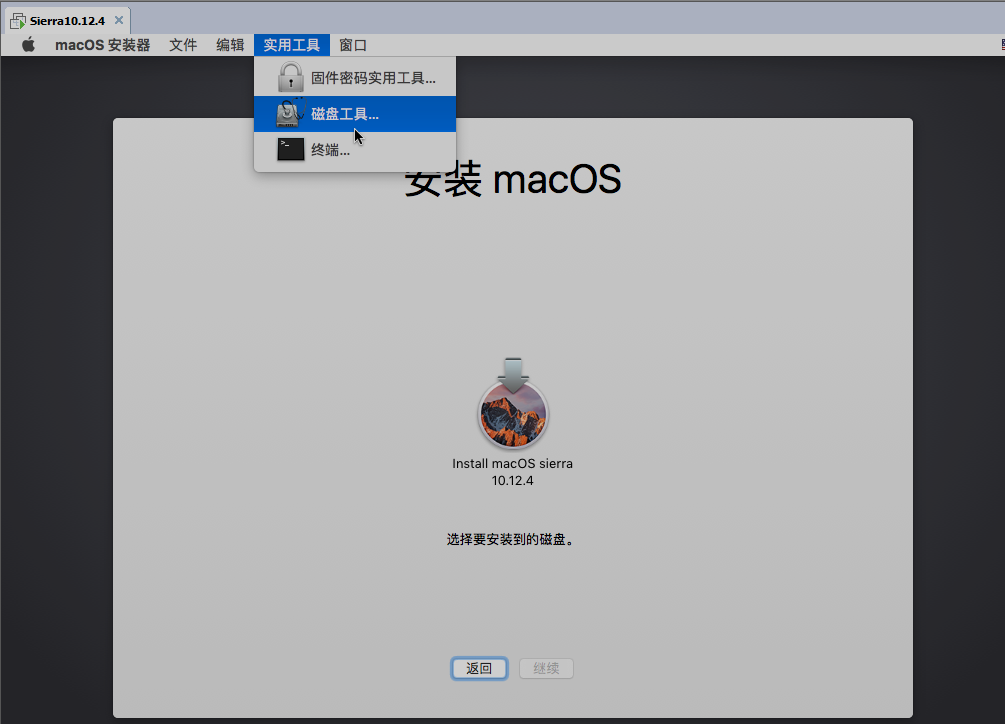 Sierra10.12.4
macOS 安装器 文件 编辑 实用工具 窗口
固件密码实用工具...
磁盘工具...
终端...
安装 macOS
Install macOS sierra
10.12.4
选择要安装到的磁盘。
返回 继续